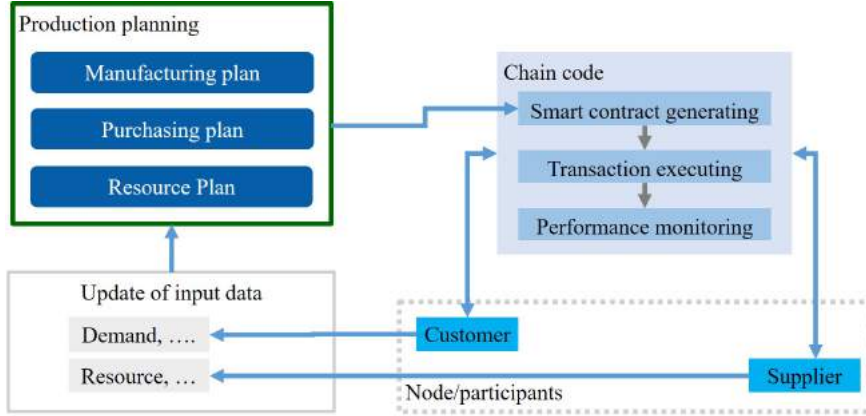 Production planning
Manufacturing plan
Purchasing plan
Resource Plan
Chain code
Smart contract generating
Transaction executing
Performance monitoring
Update of input data
Demand, ....
Resource, ...
Customer
Supplier
Node/participants